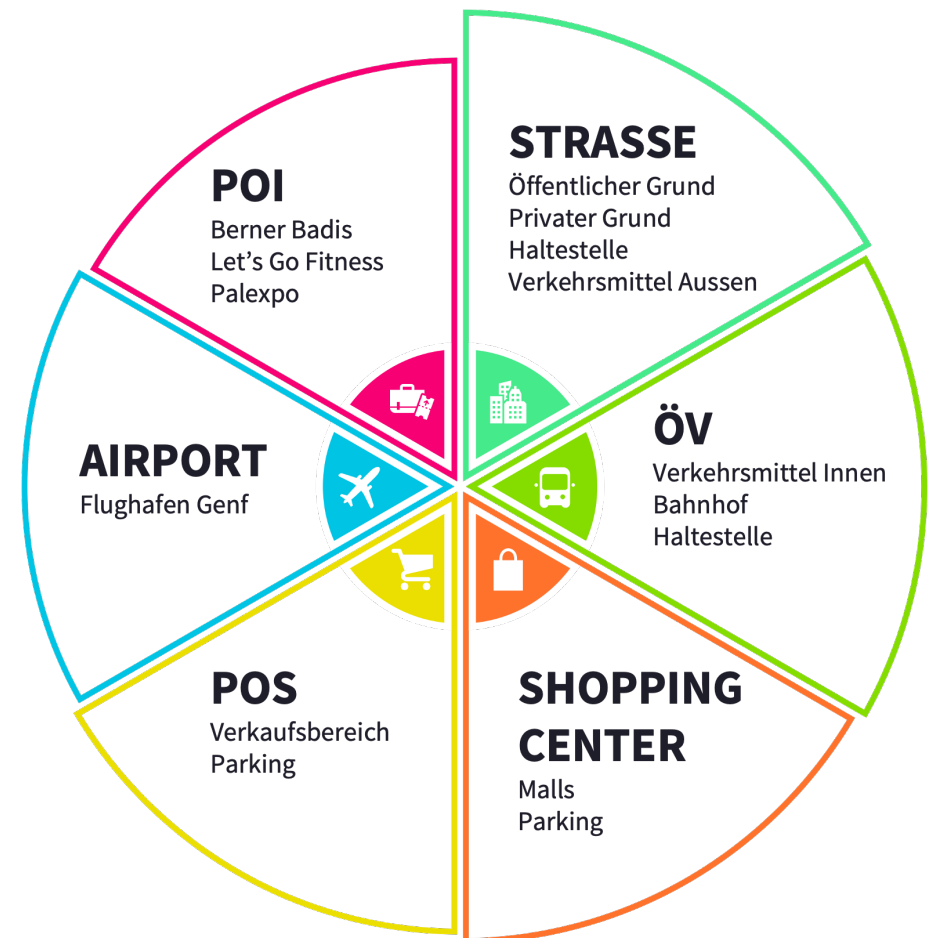 POI
Berner Badis
Let’s Go Fitness
Palexpo
STRASSE
Öffentlicher Grund
Privater Grund
Haltestelle
Verkehrsmittel Aussen
AIRPORT
Flughafen Genf
ÖV
Verkehrsmittel Innen
Bahnhof
Haltestelle
POS
Verkaufsbereich
Parking
SHOPPING
CENTER
Malls
Parking